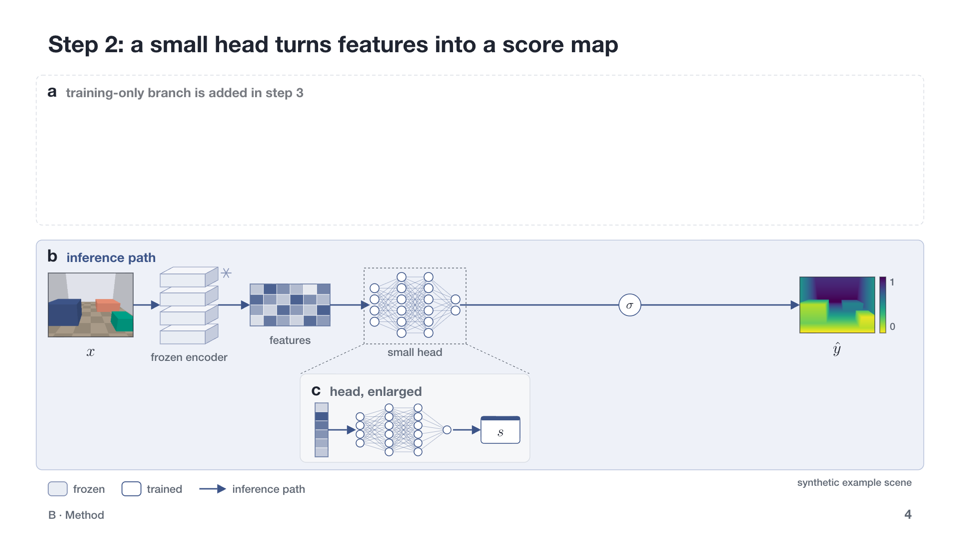 Step 2: a small head turns features into a score map
a training-only branch is added in step 3
b inference path
x
frozen encoder
features
small head
σ
1
0
ŷ
c head, enlarged
s
frozen
trained
inference path
synthetic example scene
B · Method
4